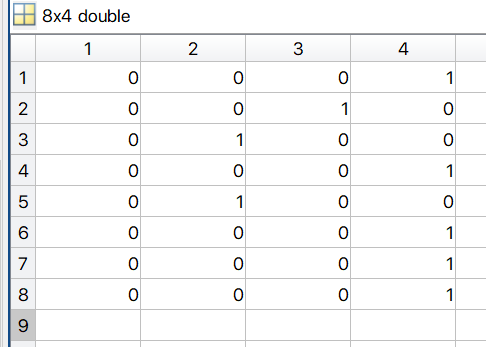 8x4 double
1 2 3 4
1 0 0 0 1
2 0 0 1 0
3 0 1 0 0
4 0 0 0 1
5 0 1 0 0
6 0 0 0 1
7 0 0 0 1
8 0 0 0 1
9